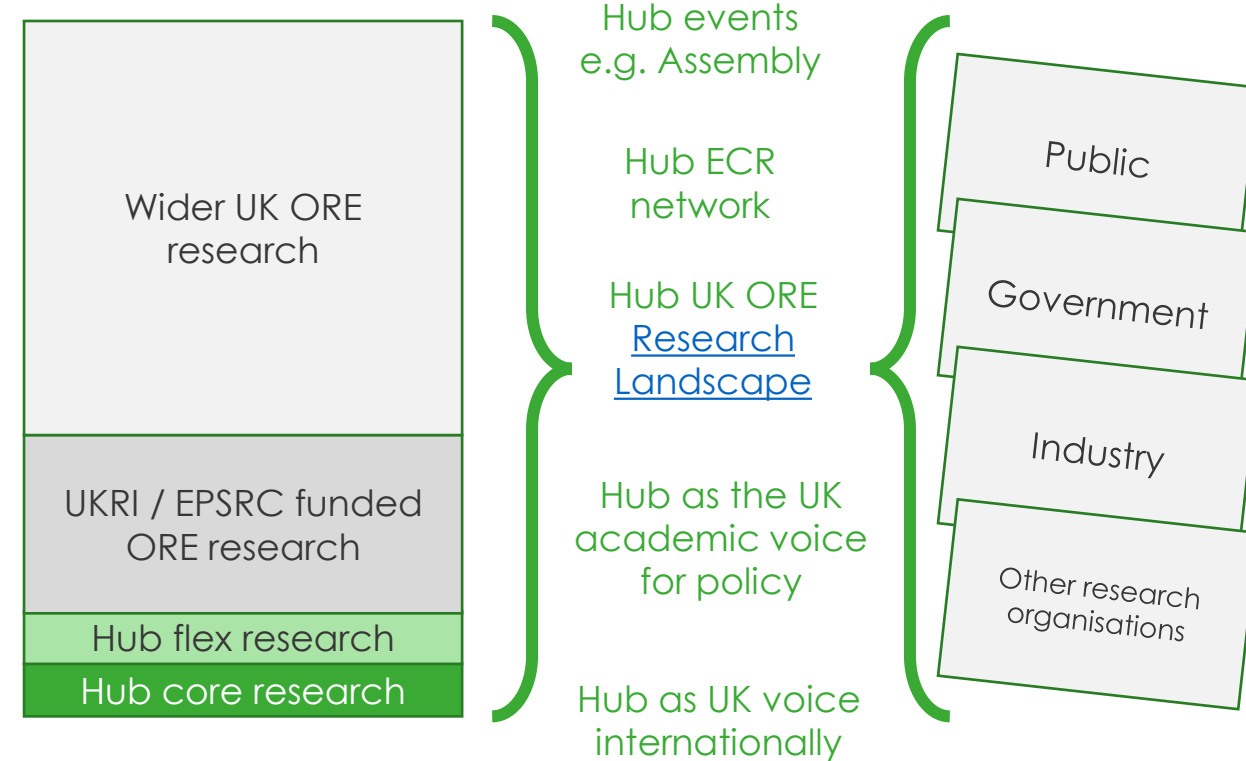 Wider UK ORE
research
UKRI / EPSRC funded
ORE research
Hub flex research
Hub core research
Hub events
e.g. Assembly
Hub ECR
network
Hub UK ORE
Research
Landscape
Hub as the UK
academic voice
for policy
Hub as UK voice
internationally
Public
Government
Industry
Other research
organisations